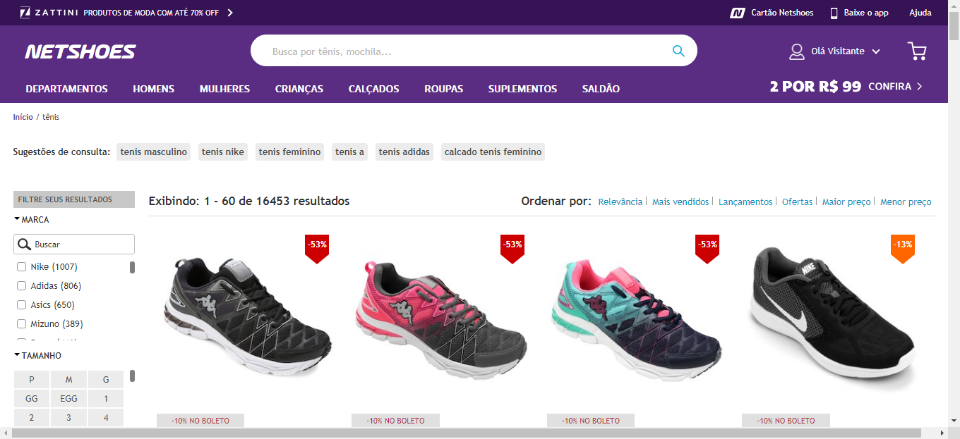 ZATTINI PRODUTOS DE MODA COM ATÉ 70% OFF
Cartão Netshoes
Baixe o app
Ajuda
NETSHOES
Busca por tênis, mochila...
Olá Visitante
DEPARTAMENTOS HOMENS MULHERES CRIANÇAS CALÇADOS ROUPAS SUPLEMENTOS SALDÃO
2 POR R$ 99 CONFIRA
Início / tênis
Sugestões de consulta: tenis masculino tenis nike tenis feminino tenis a tenis adidas calcado tenis feminino
FILTRE SEUS RESULTADOS
Exibindo: 1 - 60 de 16453 resultados
Ordenar por: Relevância | Mais vendidos | Lançamentos | Ofertas | Maior preço | Menor preço
MARCA
Buscar
Nike (1007)
Adidas (806)
Asics (650)
Mizuno (389)
TAMANHO
P M G
GG EGG 1
2 3 4
-53%
-53%
-53%
-13%
NIKE
-10% NO BOLETO
-10% NO BOLETO
-10% NO BOLETO
-10% NO BOLETO